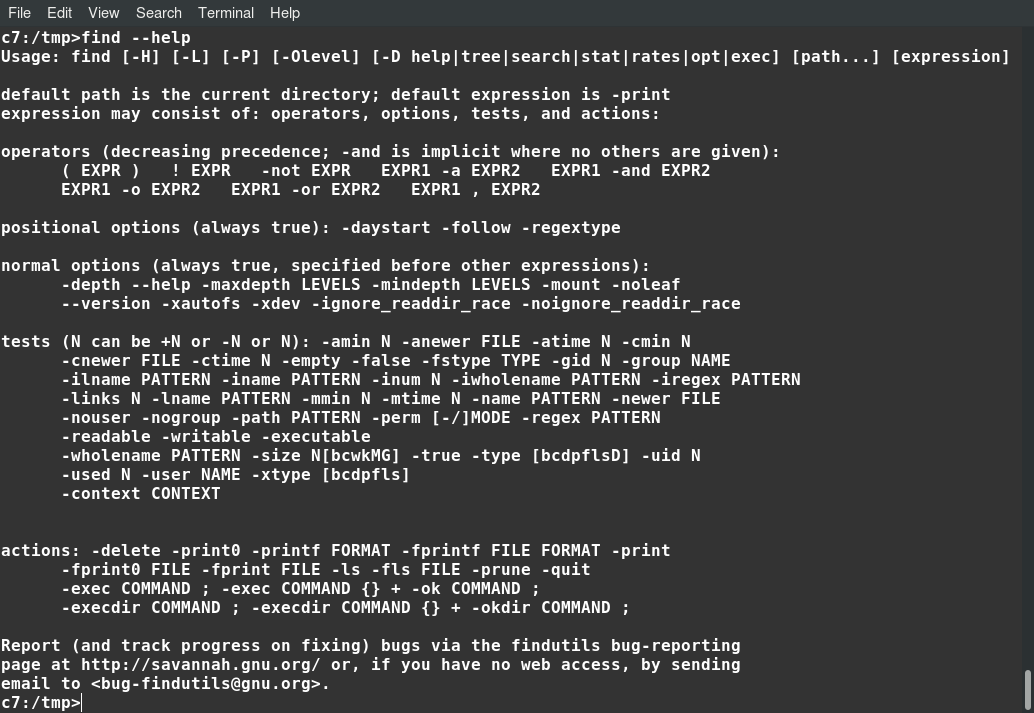 File Edit View Search Terminal Help
c7:/tmp>find --help
Usage: find [-H] [-L] [-P] [-Olevel] [-D help|tree|search|stat|rates|opt|exec] [path...] [expression]
default path is the current directory; default expression is -print
expression may consist of: operators, options, tests, and actions:
operators (decreasing precedence; -and is implicit where no others are given):
      ( EXPR )   ! EXPR   -not EXPR   EXPR1 -a EXPR2   EXPR1 -and EXPR2
      EXPR1 -o EXPR2   EXPR1 -or EXPR2   EXPR1 , EXPR2
positional options (always true): -daystart -follow -regextype
normal options (always true, specified before other expressions):
      -depth --help -maxdepth LEVELS -mindepth LEVELS -mount -noleaf
      --version -xautofs -xdev -ignore_readdir_race -noignore_readdir_race
tests (N can be +N or -N or N): -amin N -anewer FILE -atime N -cmin N
      -cnewer FILE -ctime N -empty -false -fstype TYPE -gid N -group NAME
      -ilname PATTERN -iname PATTERN -inum N -iwholename PATTERN -iregex PATTERN
      -links N -lname PATTERN -mmin N -mtime N -name PATTERN -newer FILE
      -nouser -nogroup -path PATTERN -perm [-/]MODE -regex PATTERN
      -readable -writable -executable
      -wholename PATTERN -size N[bcwkMG] -true -type [bcdpflsD] -uid N
      -used N -user NAME -xtype [bcdpfls]
      -context CONTEXT
actions: -delete -print0 -printf FORMAT -fprintf FILE FORMAT -print
      -fprint0 FILE -fprint FILE -ls -fls FILE -prune -quit
      -exec COMMAND ; -exec COMMAND {} + -ok COMMAND ;
      -execdir COMMAND ; -execdir COMMAND {} + -okdir COMMAND ;
Report (and track progress on fixing) bugs via the findutils bug-reporting
page at http://savannah.gnu.org/ or, if you have no web access, by sending
email to <bug-findutils@gnu.org>.
c7:/tmp>